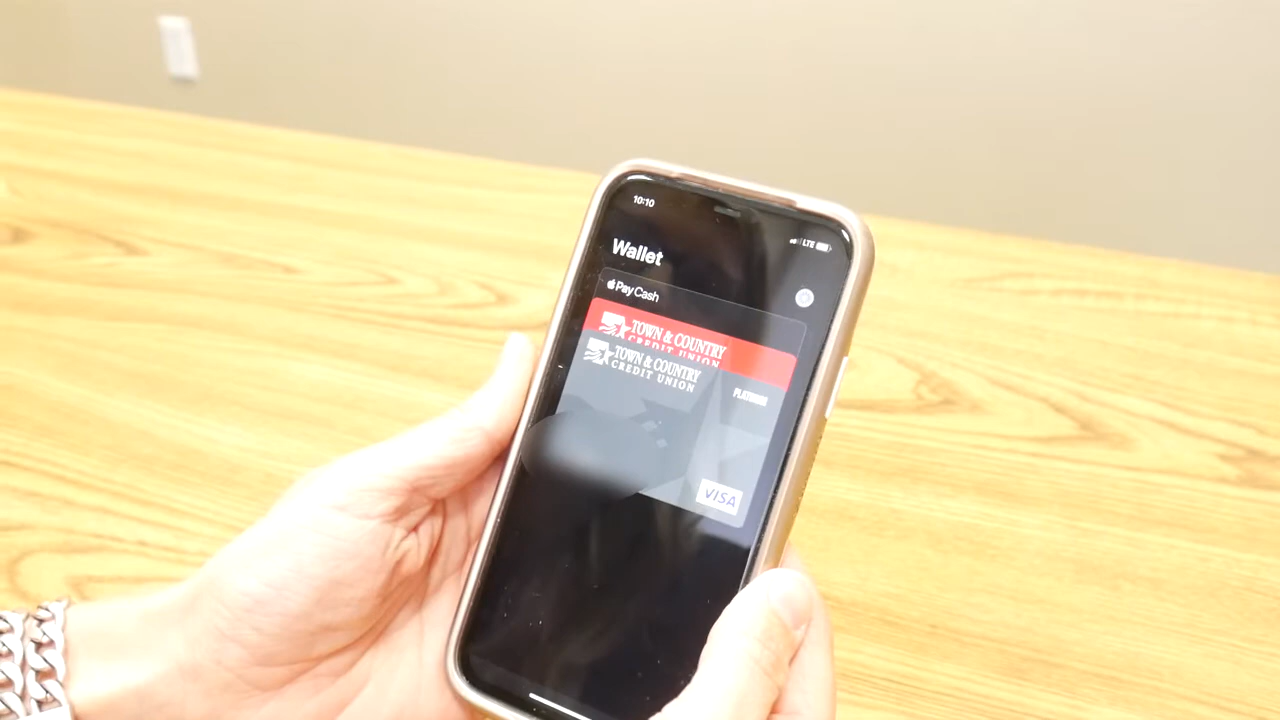 10:10
LTE
Wallet
Pay Cash
TOWN & COUNTRY
CREDIT UNION
TOWN & COUNTRY
CREDIT UNION
PLATINUM
VISA